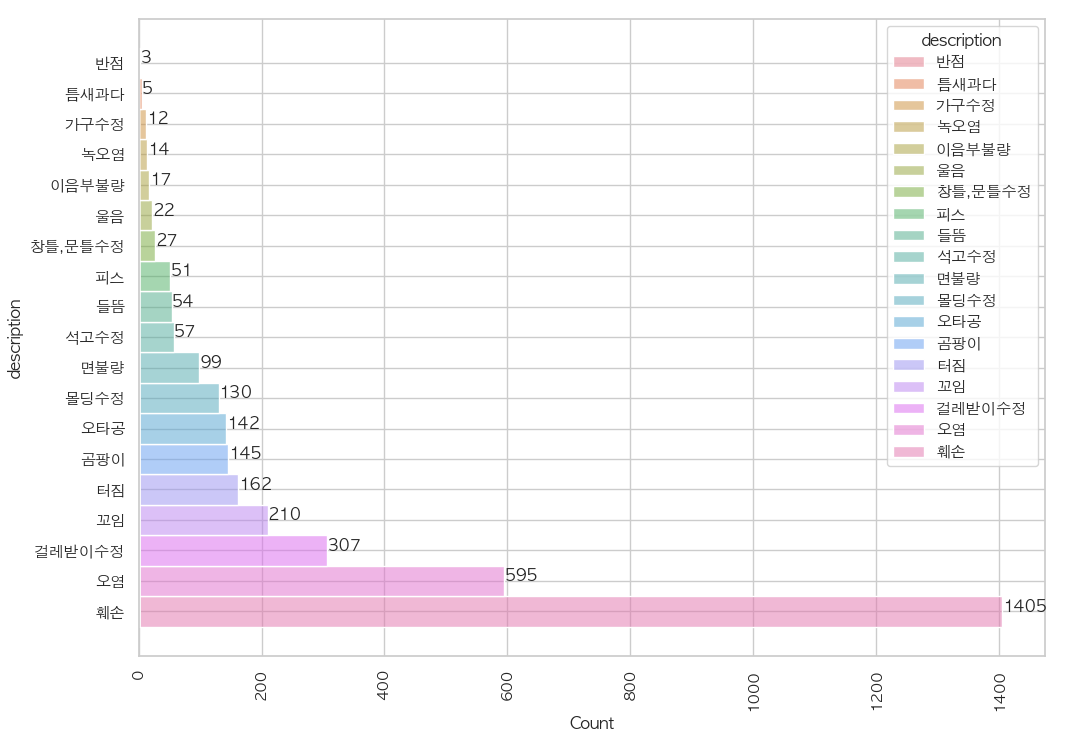 description
반점
틈새과다
가구수정
녹오염
이음부불량
울음
창틀,문틀수정
피스
들뜸
석고수정
면불량
몰딩수정
오타공
곰팡이
터짐
꼬임
걸레받이수정
오염
훼손
3
5
12
14
17
22
27
51
54
57
99
130
142
145
162
210
307
595
1405
0
200
400
600
800
1000
1200
1400
Count
description
반점
틈새과다
가구수정
녹오염
이음부불량
울음
창틀,문틀수정
피스
들뜸
석고수정
면불량
몰딩수정
오타공
곰팡이
터짐
꼬임
걸레받이수정
오염
훼손